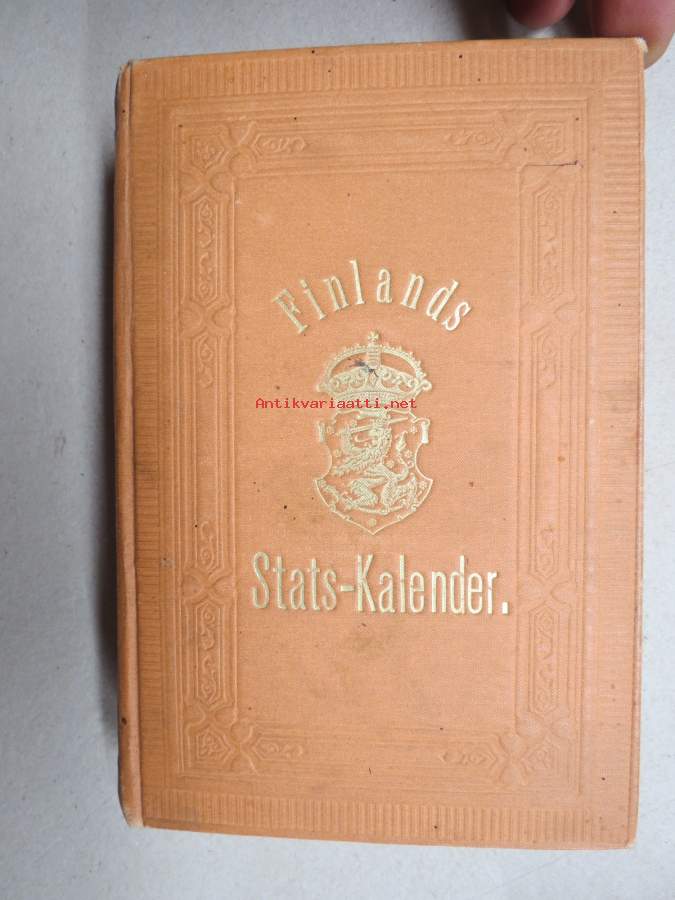 Finlands
Antikvariaatti.net
Stats-Kalender.